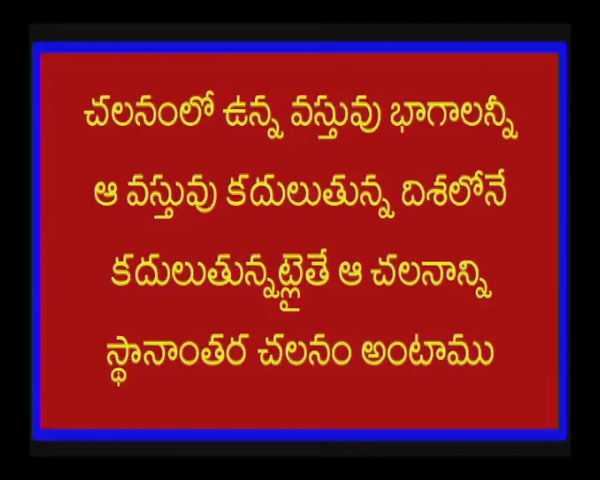 చలనంలో ఉన్న వస్తువు భాగాలన్నీ
ఆ వస్తువు కదులుతున్న దిశలోనే
కదులుతున్నట్లైతే ఆ చలనాన్ని
స్థానాంతర చలనం అంటాము